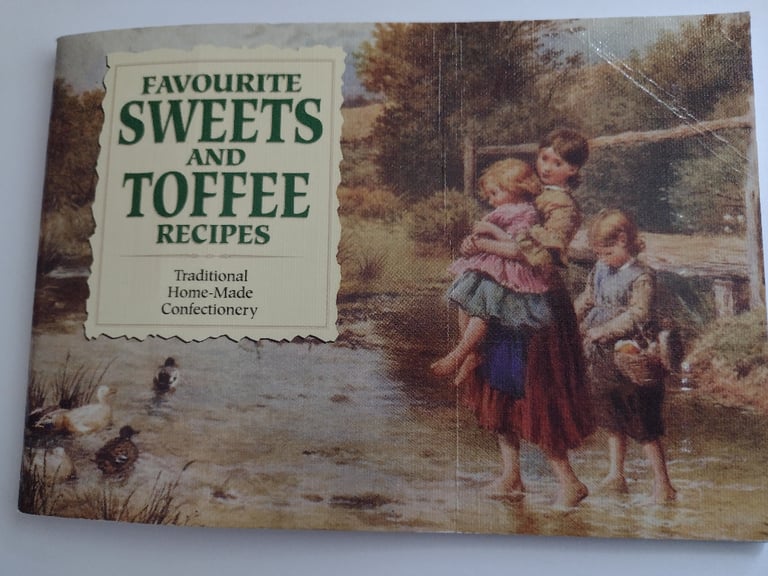 FAVOURITE
SWEETS
AND
TOFFEE
RECIPES
Traditional
Home-Made
Confectionery